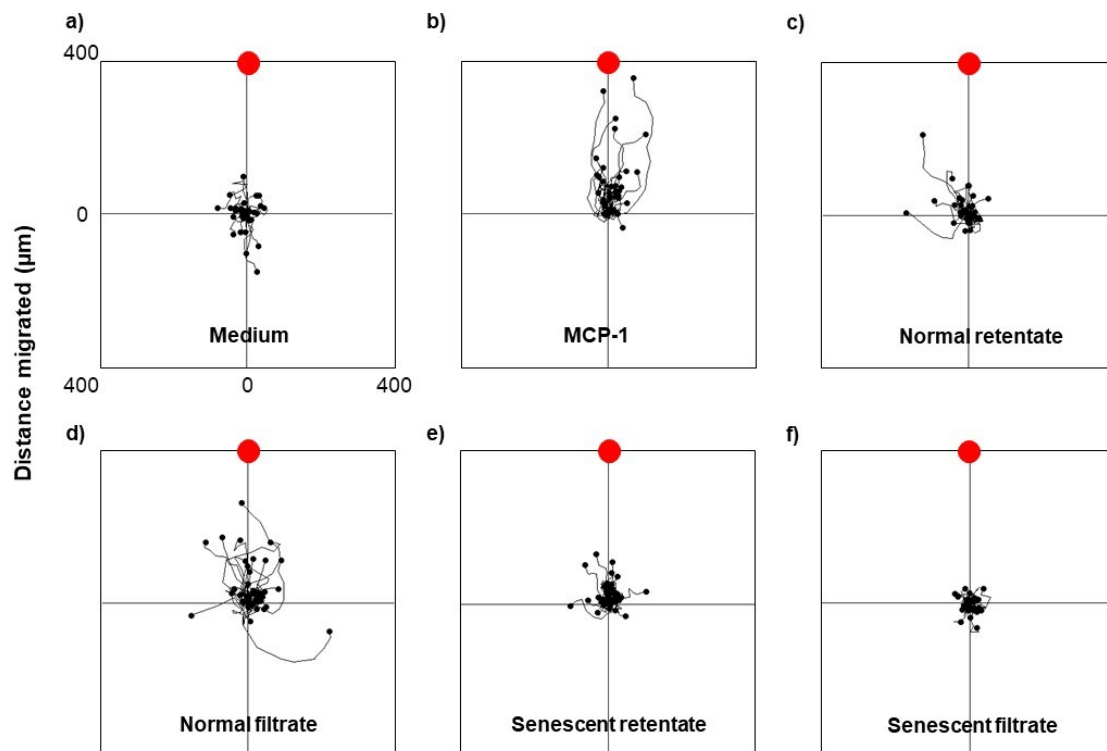 a)
b)
c)
400
0
400
0
400
Distance migrated (µm)
Medium
MCP-1
Normal retentate
d)
e)
f)
Normal filtrate
Senescent retentate
Senescent filtrate